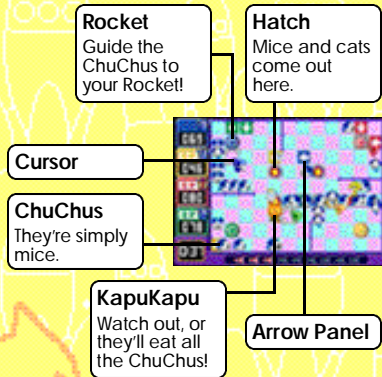 Rocket
Guide the
ChuChus to
your Rocket!
Hatch
Mice and cats
come out
here.
Cursor
ChuChus
They're simply
mice.
KapuKapu
Watch out, or
they'll eat all
the ChuChus!
Arrow Panel